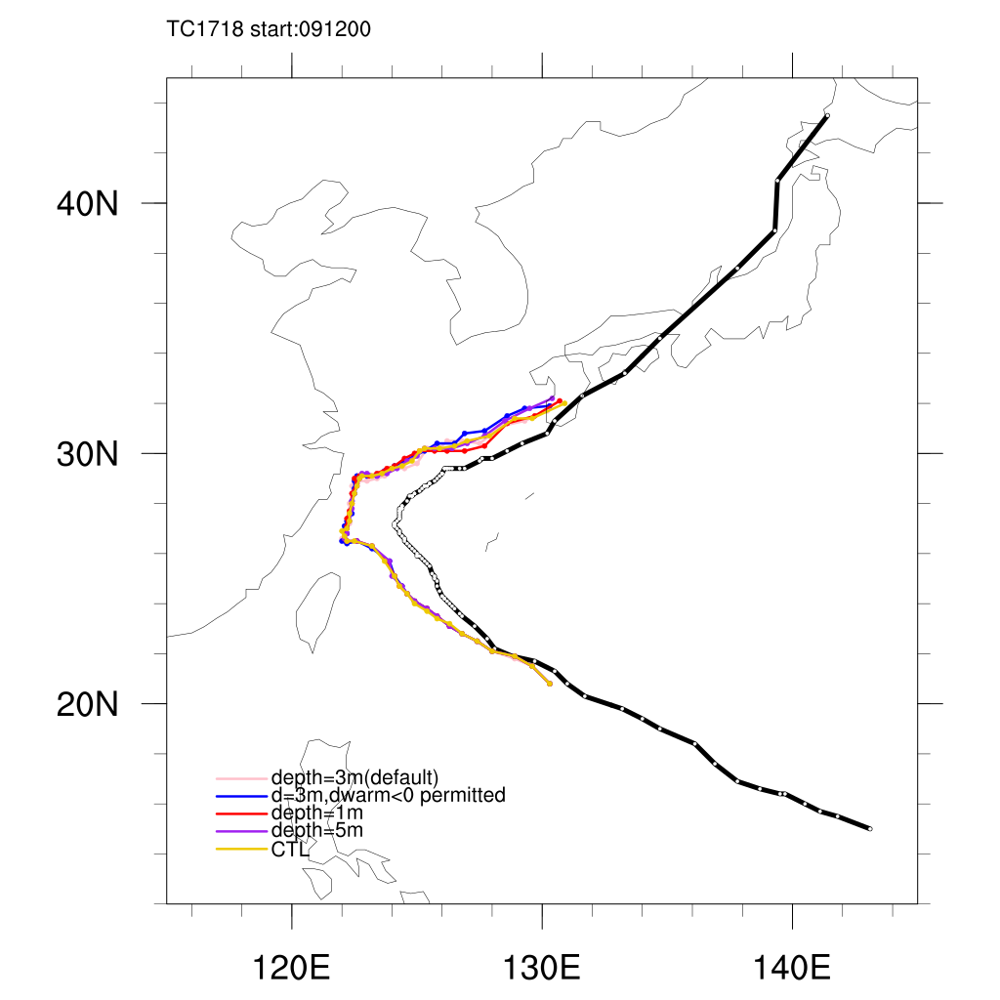 TC1718 start:091200
40N
30N
20N
depth=3m(default)
d=3m,dwarm<0 permitted
depth=1m
depth=5m
CTL
120E 130E 140E